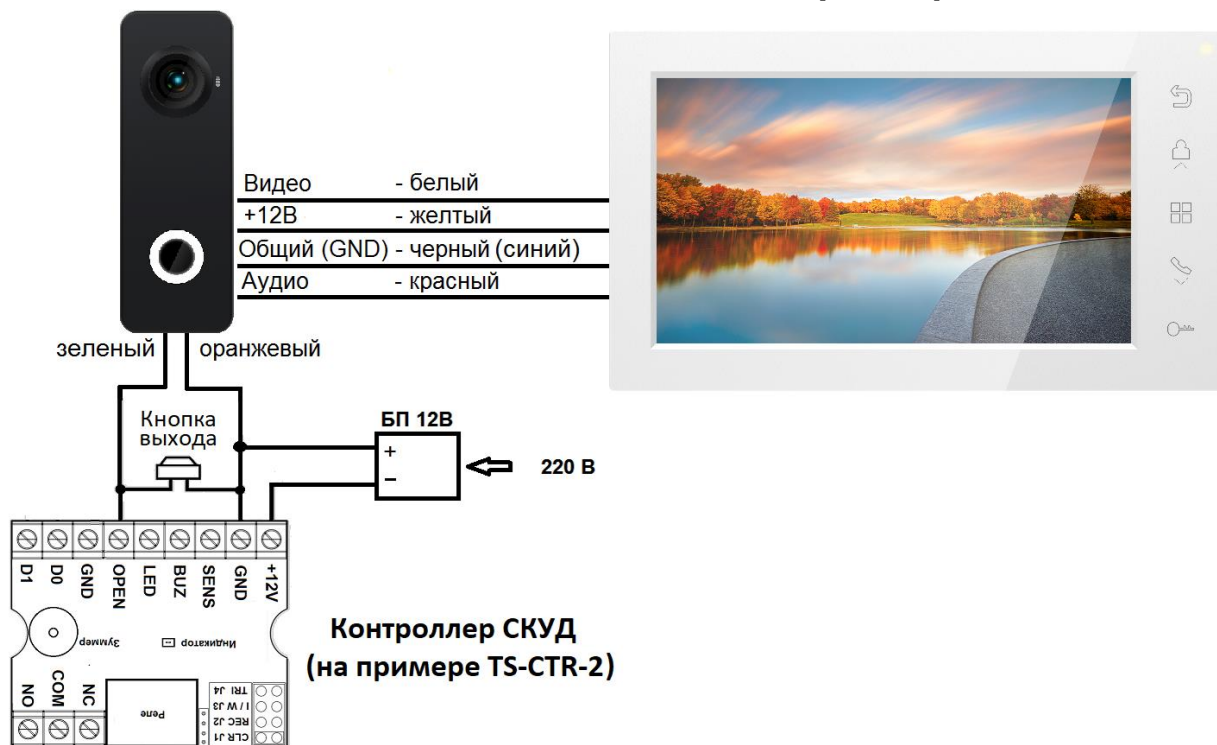 Видео - белый
+12В - желтый
Общий (GND) - черный (синий)
Аудио - красный
зеленый оранжевый
Кнопка
выхода
БП 12В
+
−
220 В
D1 D0 GND OPEN LED BUZ SENS GND +12V
Зуммер Индикатор
Контроллер СКУД
(на примере TS-CTR-2)
NO COM NC
Реле
TRI J4
I / W J3
REC J2
CLR J1